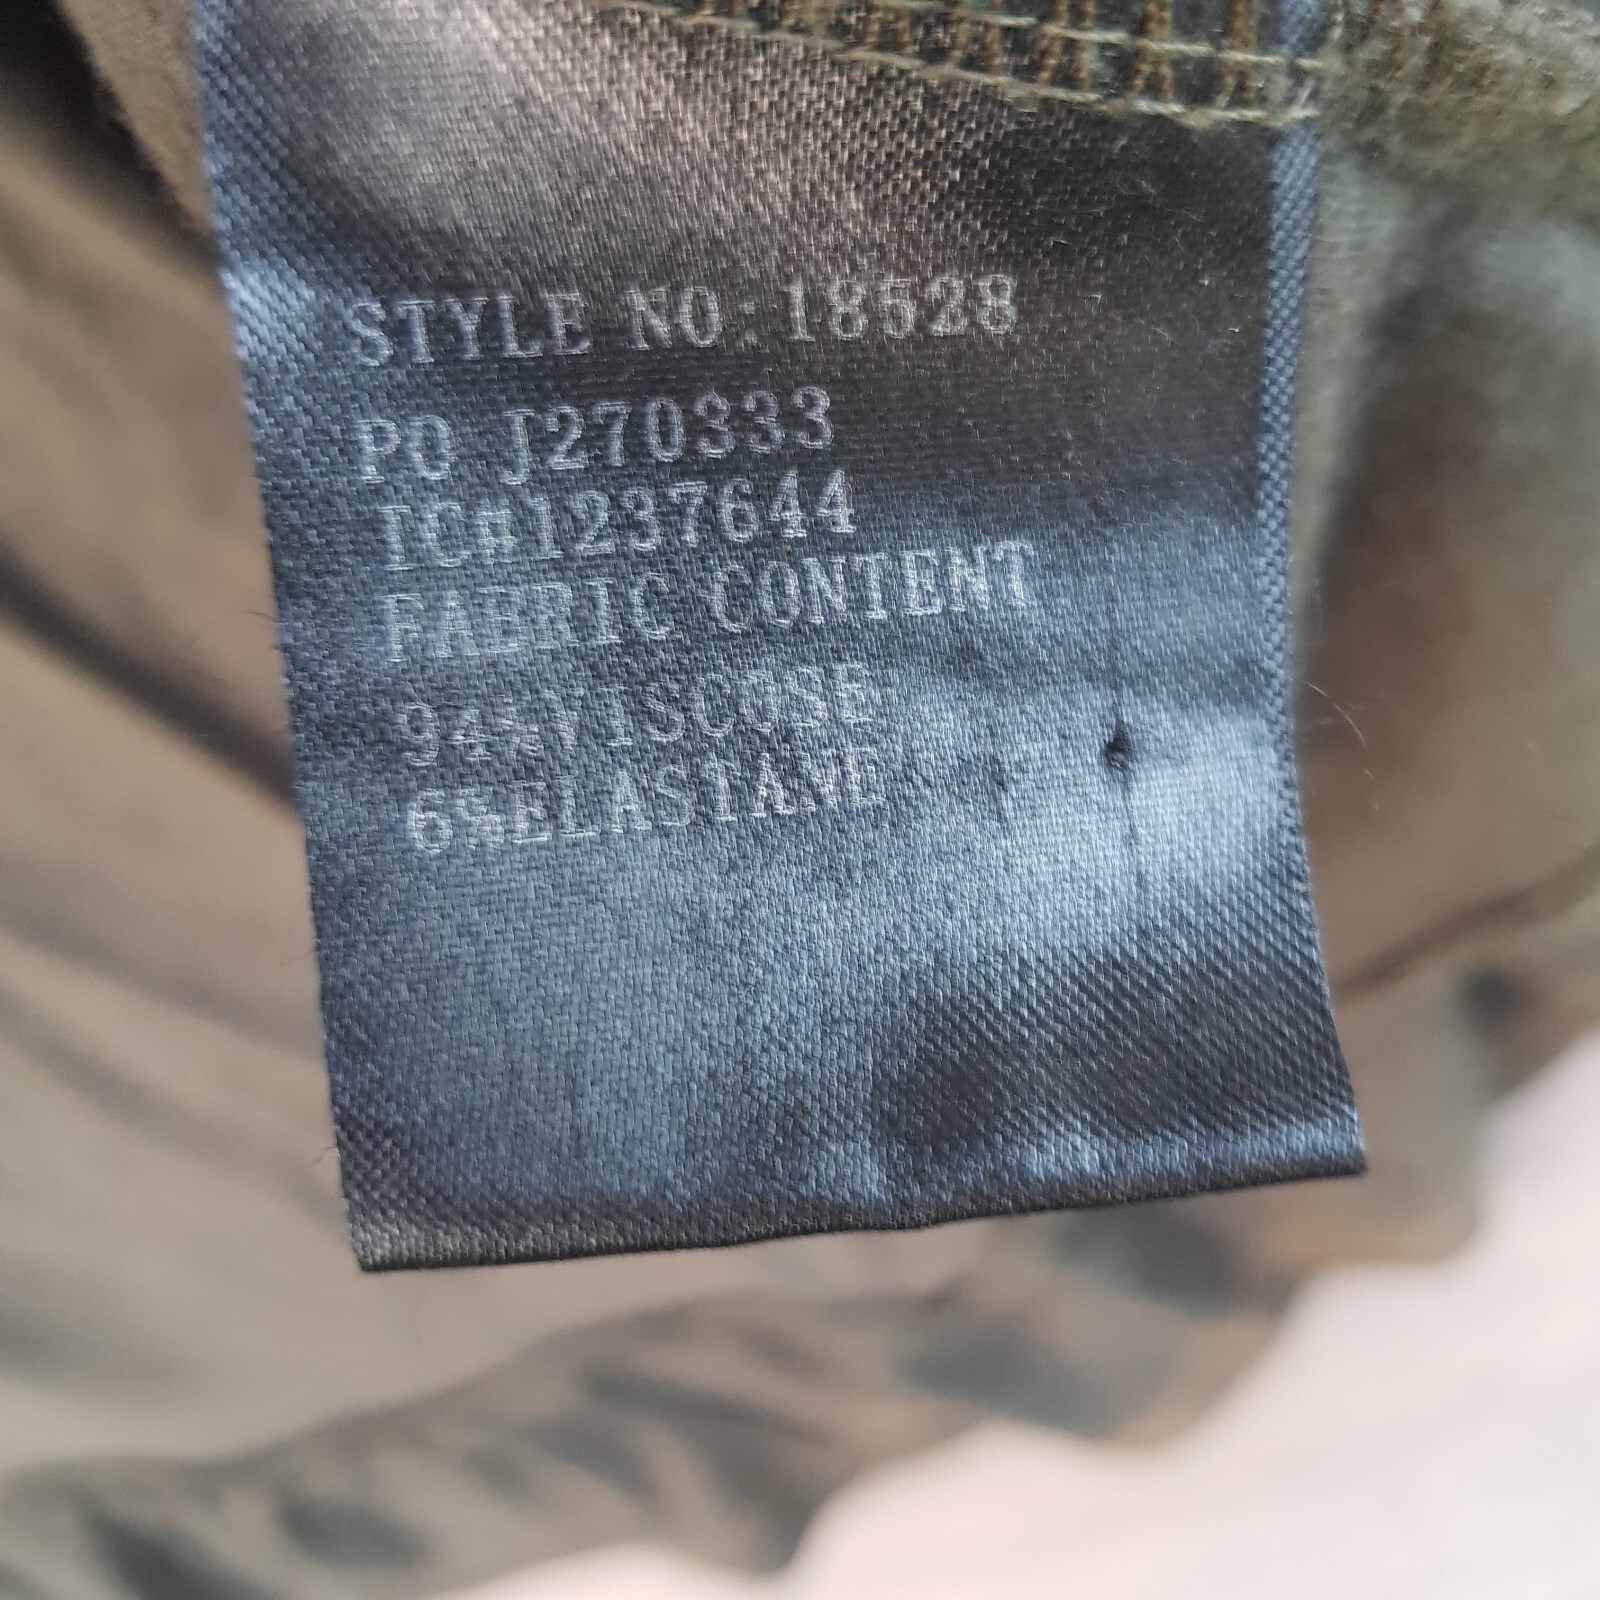 STYLE NO:18528
PO J270333
IC#1237644
FABRIC CONTENT
94%VISCOSE
6%ELASTANE